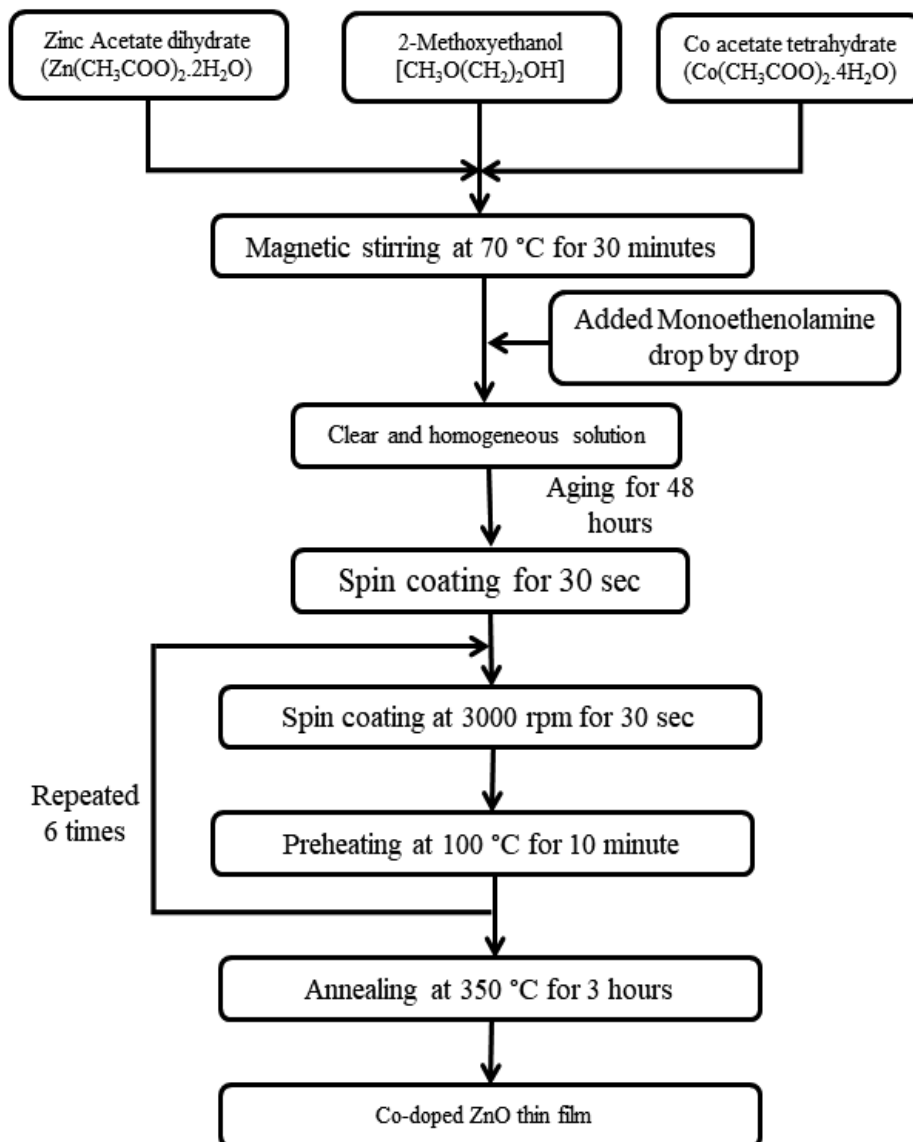 Zinc Acetate dihydrate
(Zn(CH₃COO)₂.2H₂O)
2-Methoxyethanol
[CH₃O(CH₂)₂OH]
Co acetate tetrahydrate
(Co(CH₃COO)₂.4H₂O)
Magnetic stirring at 70 °C for 30 minutes
Added Monoethenolamine
drop by drop
Clear and homogeneous solution
Aging for 48
hours
Spin coating for 30 sec
Spin coating at 3000 rpm for 30 sec
Repeated
6 times
Preheating at 100 °C for 10 minute
Annealing at 350 °C for 3 hours
Co-doped ZnO thin film